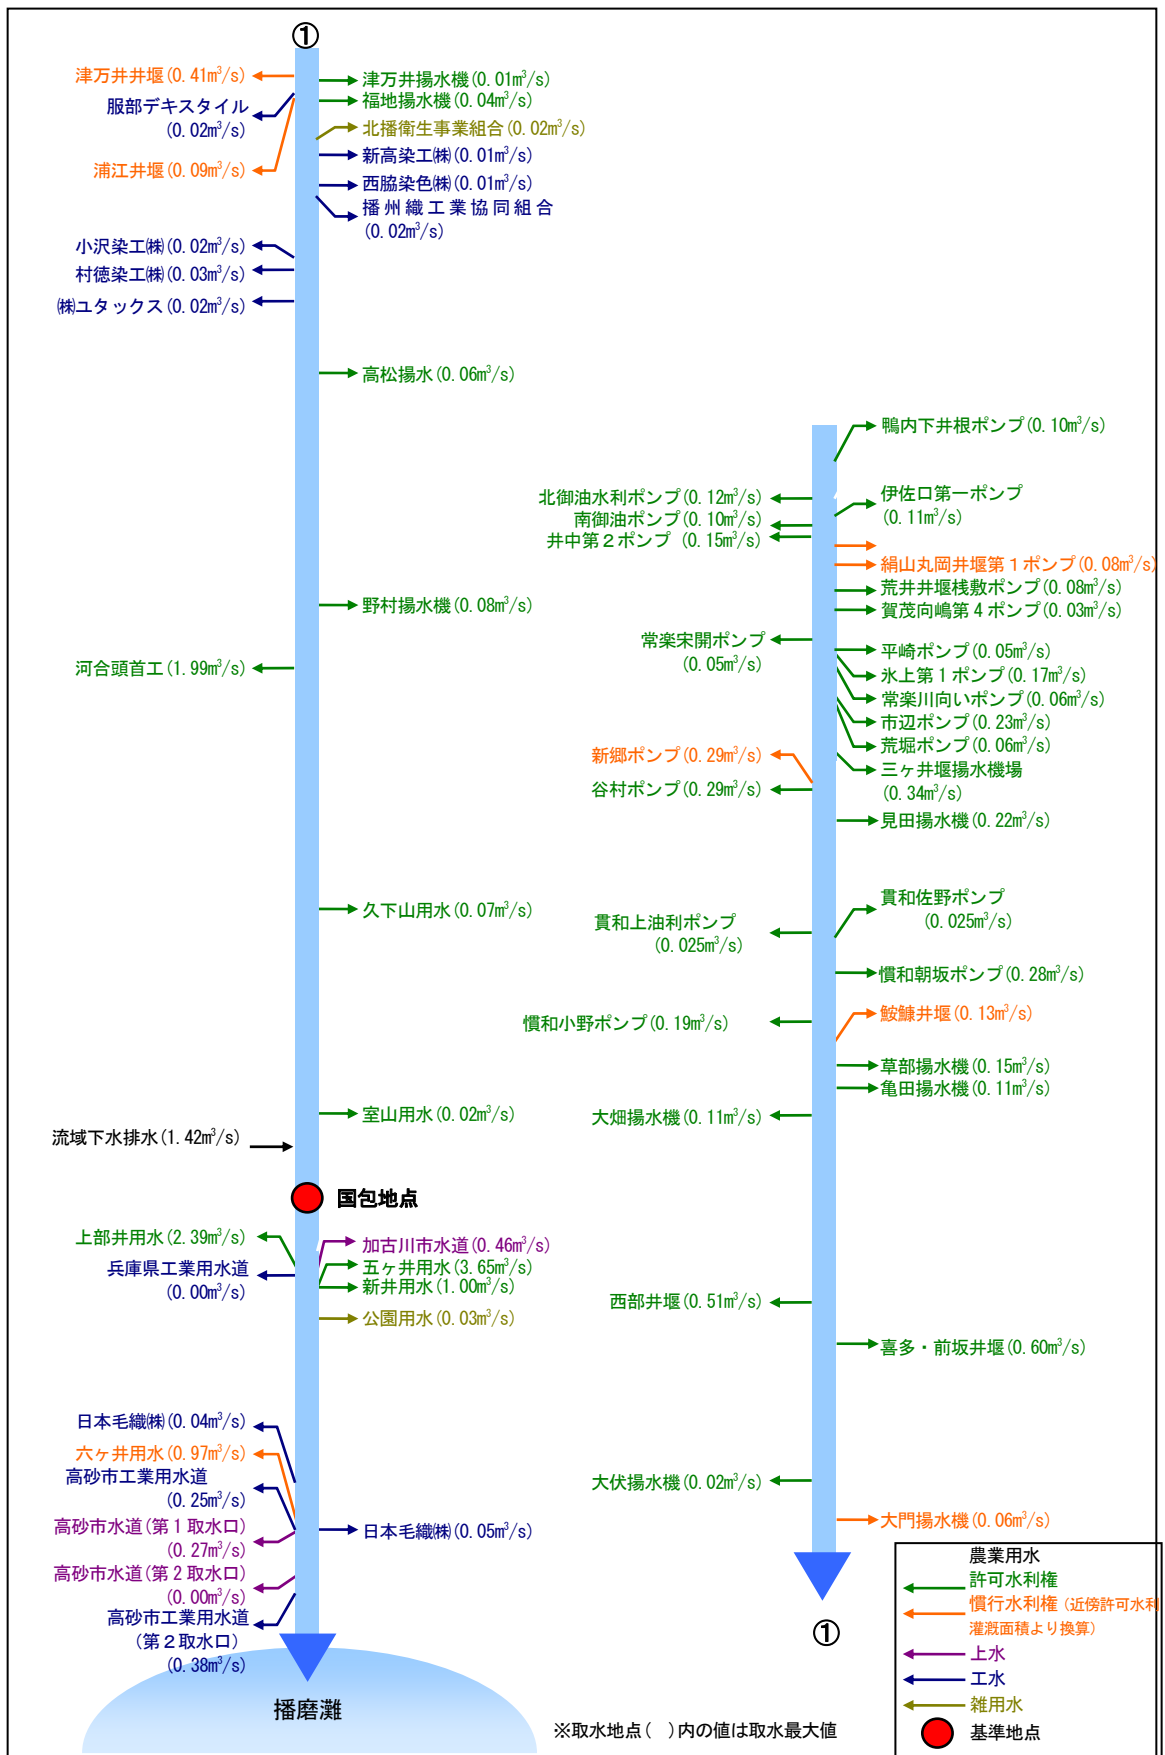 ①
津万井井堰(0.41m³/s)
服部デキスタイル
(0.02m³/s)
浦江井堰(0.09m³/s)
小沢染工㈱(0.02m³/s)
村徳染工㈱(0.03m³/s)
㈱ユタックス(0.02m³/s)
河合頭首工(1.99m³/s)
流域下水排水(1.42m³/s)
上部井用水(2.39m³/s)
兵庫県工業用水道
(0.00m³/s)
日本毛織㈱(0.04m³/s)
六ヶ井用水(0.97m³/s)
高砂市工業用水道
(0.25m³/s)
高砂市水道(第1取水口)
(0.27m³/s)
高砂市水道(第2取水口)
(0.00m³/s)
高砂市工業用水道
(第2取水口)
(0.38m³/s)
津万井揚水機(0.01m³/s)
福地揚水機(0.04m³/s)
北播衛生事業組合(0.02m³/s)
新高染工㈱(0.01m³/s)
西脇染色㈱(0.01m³/s)
播州織工業協同組合
(0.02m³/s)
高松揚水(0.06m³/s)
野村揚水機(0.08m³/s)
久下山用水(0.07m³/s)
室山用水(0.02m³/s)
国包地点
加古川市水道(0.46m³/s)
五ヶ井用水(3.65m³/s)
新井用水(1.00m³/s)
公園用水(0.03m³/s)
日本毛織㈱(0.05m³/s)
播磨灘
北御油水利ポンプ(0.12m³/s)
南御油ポンプ(0.10m³/s)
井中第2ポンプ (0.15m³/s)
常楽宋開ポンプ
(0.05m³/s)
新郷ポンプ(0.29m³/s)
谷村ポンプ(0.29m³/s)
貫和上油利ポンプ
(0.025m³/s)
慣和小野ポンプ(0.19m³/s)
大畑揚水機(0.11m³/s)
西部井堰(0.51m³/s)
大伏揚水機(0.02m³/s)
鴨内下井根ポンプ(0.10m³/s)
伊佐口第一ポンプ
(0.11m³/s)
絹山丸岡井堰第1ポンプ(0.08m³/s)
荒井井堰桟敷ポンプ(0.08m³/s)
賀茂向嶋第4ポンプ(0.03m³/s)
平崎ポンプ(0.05m³/s)
氷上第1ポンプ(0.17m³/s)
常楽川向いポンプ(0.06m³/s)
市辺ポンプ(0.23m³/s)
荒堀ポンプ(0.06m³/s)
三ヶ井堰揚水機場
(0.34m³/s)
見田揚水機(0.22m³/s)
貫和佐野ポンプ
(0.025m³/s)
慣和朝坂ポンプ(0.28m³/s)
鮟鱇井堰(0.13m³/s)
草部揚水機(0.15m³/s)
亀田揚水機(0.11m³/s)
喜多・前坂井堰(0.60m³/s)
大門揚水機(0.06m³/s)
①
農業用水
許可水利権
慣行水利権(近傍許可水利
灌漑面積より換算)
上水
工水
雑用水
基準地点
※取水地点( )内の値は取水最大値